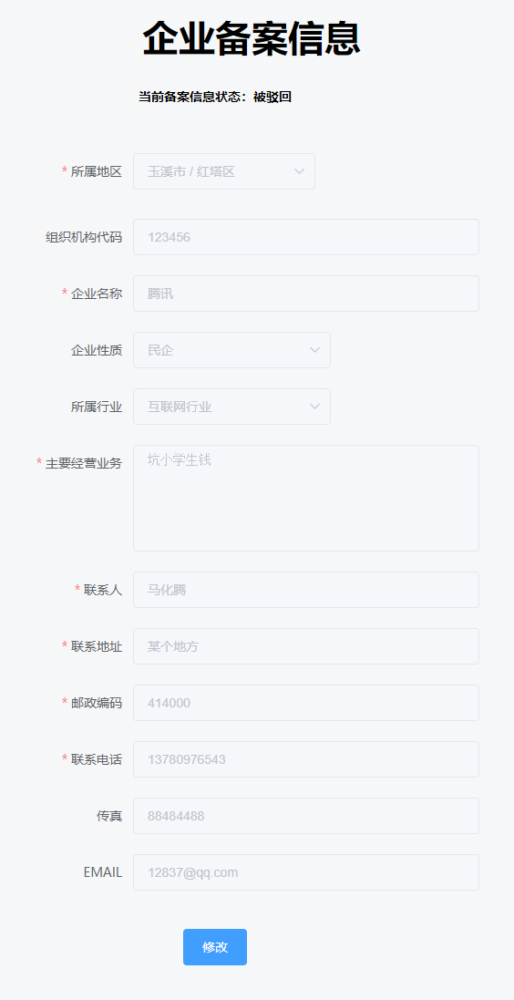 企业备案信息
当前备案信息状态：被驳回
* 所属地区 玉溪市 / 红塔区
组织机构代码 123456
* 企业名称 腾讯
企业性质 民企
所属行业 互联网行业
* 主要经营业务 坑小学生钱
* 联系人 马化腾
* 联系地址 某个地方
* 邮政编码 414000
* 联系电话 13780976543
传真 88484488
EMAIL 12837@qq.com
修改